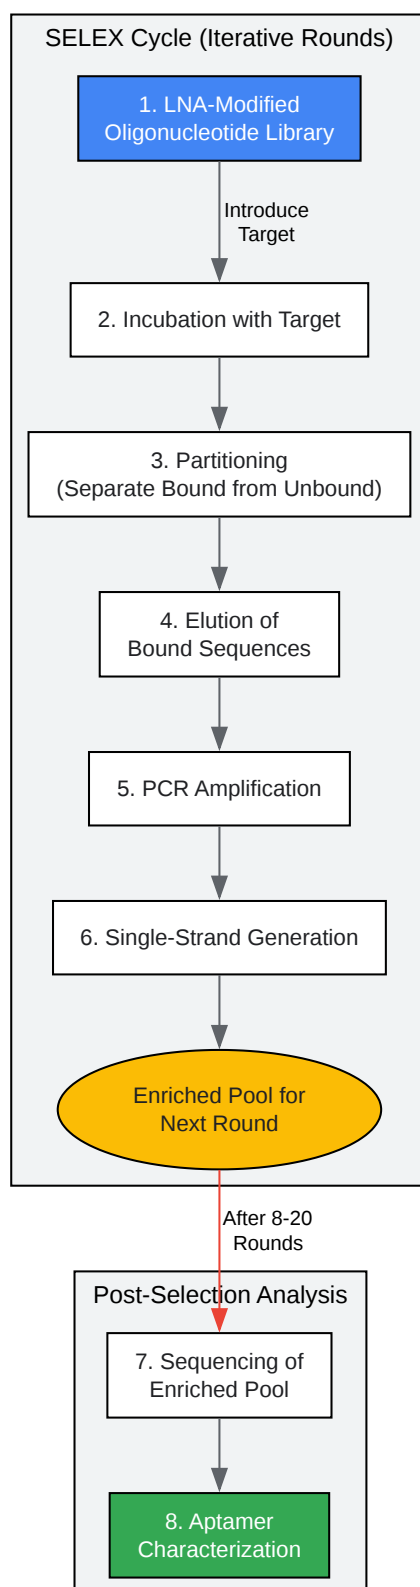 SELEX Cycle (Iterative Rounds)
1. LNA-Modified
Oligonucleotide Library
Introduce
Target
2. Incubation with Target
3. Partitioning
(Separate Bound from Unbound)
4. Elution of
Bound Sequences
5. PCR Amplification
6. Single-Strand Generation
Enriched Pool for
Next Round
After 8-20
Rounds
Post-Selection Analysis
7. Sequencing of
Enriched Pool
8. Aptamer
Characterization